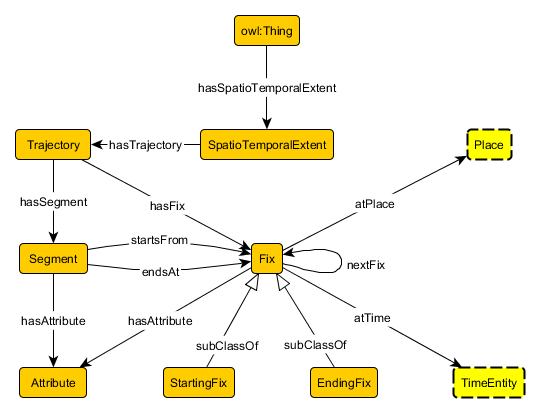 owl:Thing
hasSpatioTemporalExtent
Trajectory
hasTrajectory
SpatioTemporalExtent
Place
hasSegment
hasFix
atPlace
startsFrom
Segment
Fix
nextFix
endsAt
hasAttribute
hasAttribute
atTime
subClassOf
subClassOf
Attribute
StartingFix
EndingFix
TimeEntity